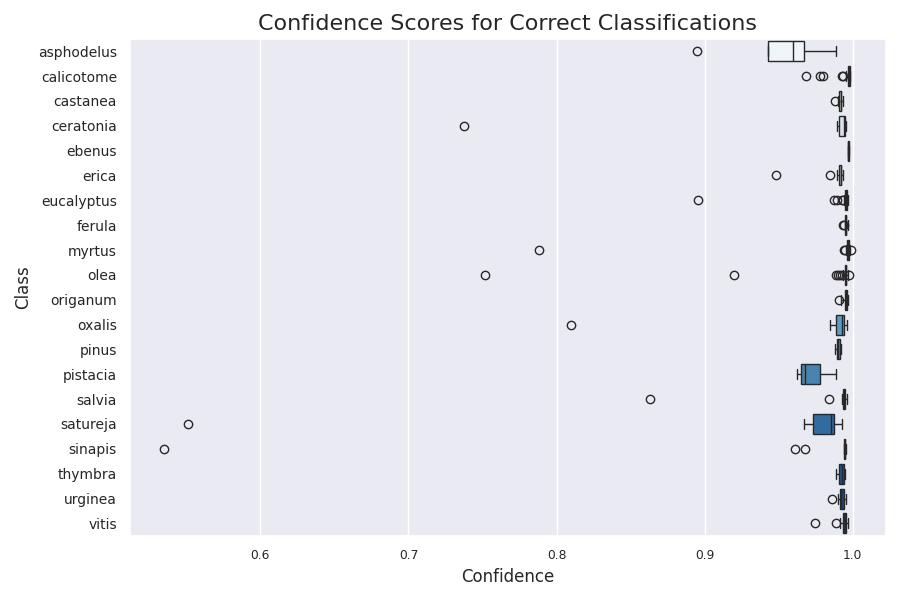 Confidence Scores for Correct Classifications
asphodelus
calicotome
castanea
ceratonia
ebenus
erica
eucalyptus
ferula
myrtus
olea
origanum
oxalis
pinus
pistacia
salvia
satureja
sinapis
thymbra
urginea
vitis
Class
0.6 0.7 0.8 0.9 1.0
Confidence